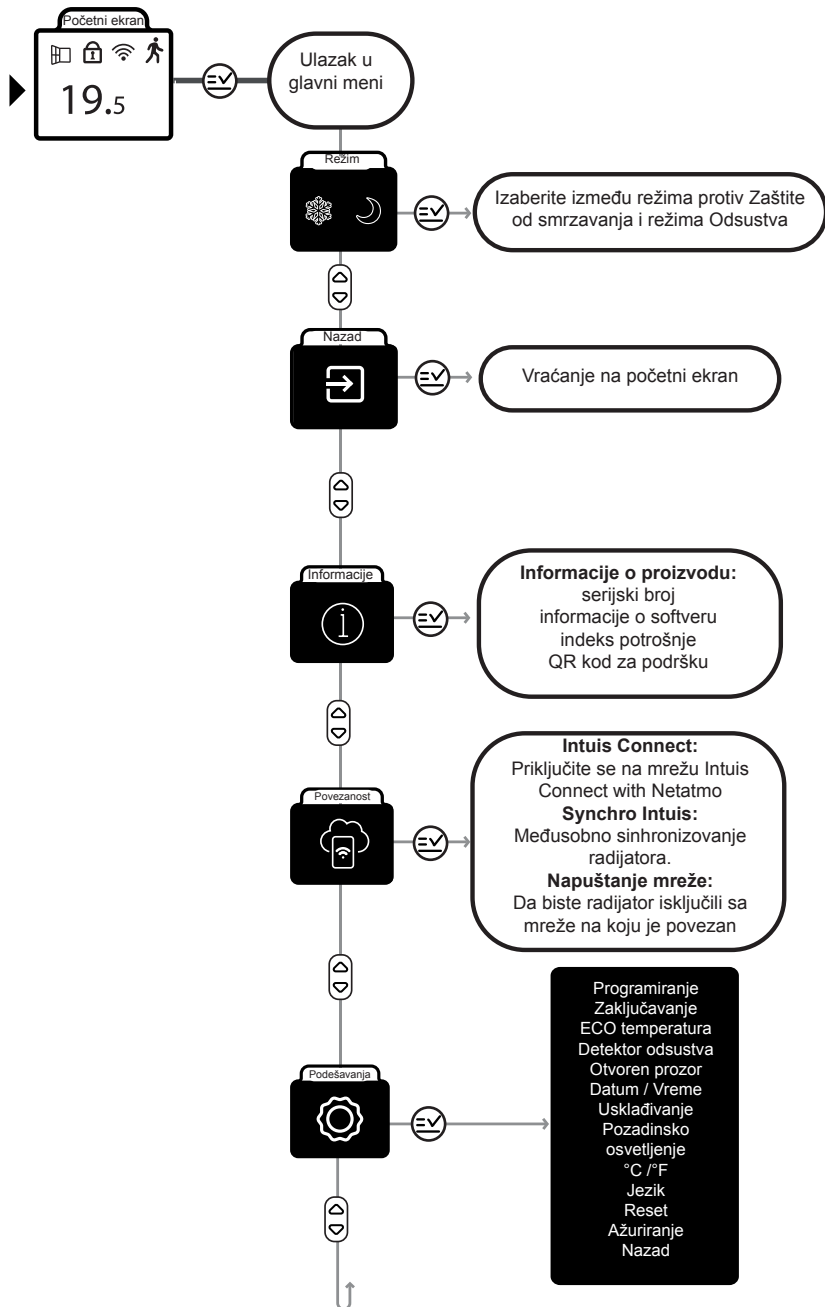 Početni ekran
19.5
Ulazak u
glavni meni
Režim
Izaberite između režima protiv Zaštite
od smrzavanja i režima Odsustva
Nazad
Vraćanje na početni ekran
Informacije
Informacije o proizvodu:
serijski broj
informacije o softveru
indeks potrošnje
QR kod za podršku
Povezanost
Intuis Connect:
Priključite se na mrežu Intuis
Connect with Netatmo
Synchro Intuis:
Međusobno sinhronizovanje
radijatora.
Napuštanje mreže:
Da biste radijator isključili sa
mreže na koju je povezan
Podešavanja
Programiranje
Zaključavanje
ECO temperatura
Detektor odsustva
Otvoren prozor
Datum / Vreme
Usklađivanje
Pozadinsko
osvetljenje
°C /°F
Jezik
Reset
Ažuriranje
Nazad